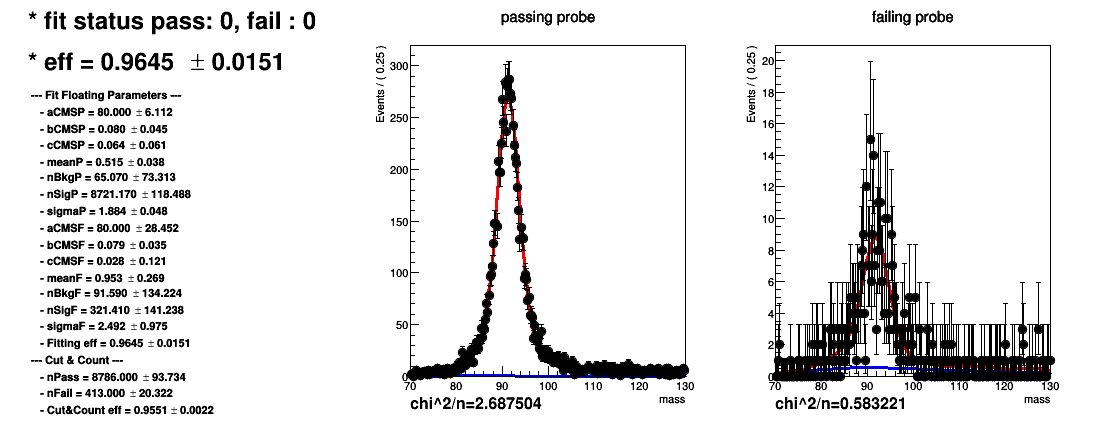 * fit status pass: 0, fail : 0
* eff = 0.9645 ± 0.0151
--- Fit Floating Parameters ---
- aCMSP = 80.000 ± 6.112
- bCMSP = 0.080 ± 0.045
- cCMSP = 0.064 ± 0.061
- meanP = 0.515 ± 0.038
- nBkgP = 65.070 ± 73.313
- nSigP = 8721.170 ± 118.488
- sigmaP = 1.884 ± 0.048
- aCMSF = 80.000 ± 28.452
- bCMSF = 0.079 ± 0.035
- cCMSF = 0.028 ± 0.121
- meanF = 0.953 ± 0.269
- nBkgF = 91.590 ± 134.224
- nSigF = 321.410 ± 141.238
- sigmaF = 2.492 ± 0.975
- Fitting eff = 0.9645 ± 0.0151
--- Cut & Count ---
- nPass = 8786.000 ± 93.734
- nFail = 413.000 ± 20.322
- Cut&Count eff = 0.9551 ± 0.0022
passing probe
Events / ( 0.25 )
300
250
200
150
100
50
0
70 80 90 100 110 120 130
mass
chi^2/n=2.687504
failing probe
Events / ( 0.25 )
20
18
16
14
12
10
8
6
4
2
0
70 80 90 100 110 120 130
mass
chi^2/n=0.583221